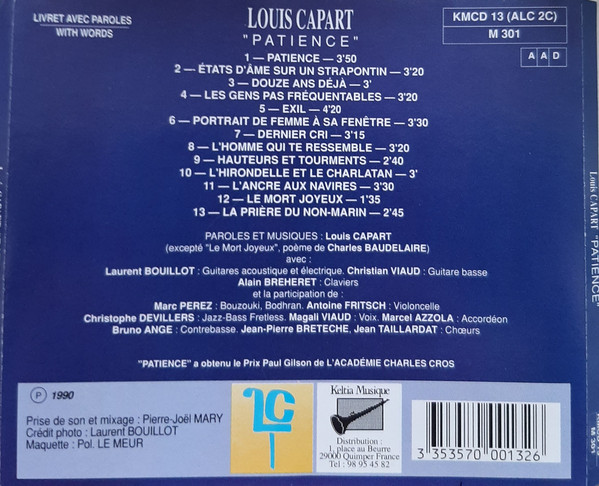 LIVRET AVEC PAROLES
WITH WORDS
LOUIS CAPART
"PATIENCE"
KMCD 13 (ALC 2C)
M 301
A A D
1 — PATIENCE — 3'50
2 — ÉTATS D'ÂME SUR UN STRAPONTIN — 3'20
3 — DOUZE ANS DÉJÀ — 3'
4 — LES GENS PAS FRÉQUENTABLES — 3'20
5 — EXIL — 4'20
6 — PORTRAIT DE FEMME À SA FENÊTRE — 3'30
7 — DERNIER CRI — 3'15
8 — L'HOMME QUI TE RESSEMBLE — 3'20
9 — HAUTEURS ET TOURMENTS — 2'40
10 — L'HIRONDELLE ET LE CHARLATAN — 3'
11 — L'ANCRE AUX NAVIRES — 3'30
12 — LE MORT JOYEUX — 1'35
13 — LA PRIÈRE DU NON-MARIN — 2'45
PAROLES ET MUSIQUES : Louis CAPART
(excepté "Le Mort Joyeux", poème de Charles BAUDELAIRE)
avec :
Laurent BOUILLOT : Guitares acoustique et électrique. Christian VIAUD : Guitare basse
Alain BREHERET : Claviers
et la participation de :
Marc PEREZ : Bouzouki, Bodhran. Antoine FRITSCH : Violoncelle
Christophe DEVILLERS : Jazz-Bass Fretless. Magali VIAUD : Voix. Marcel AZZOLA : Accordéon
Bruno ANGE : Contrebasse. Jean-Pierre BRETECHE, Jean TAILLARDAT : Chœurs
"PATIENCE" a obtenu le Prix Paul Gilson de L'ACADÉMIE CHARLES CROS
Ⓟ 1990
Prise de son et mixage : Pierre-Joël MARY
Crédit photo : Laurent BOUILLOT
Maquette : Pol. LE MEUR
LC
Keltia Musique
Distribution :
1, place au Beurre
29000 Quimper France
Tél : 98 95 45 82
3 353570 001326
Louis CAPART "PATIENCE"
M 301